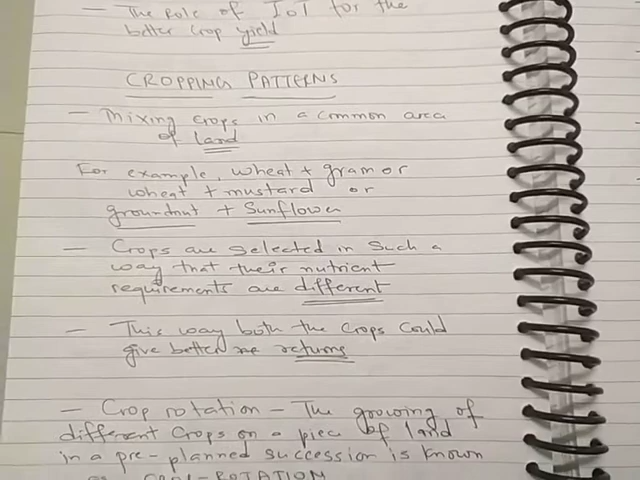 - The Role of IoT for the
better Crop yield
CROPPING PATTERNS
- Mixing crops in a common area
of land
For example, wheat + gram or
wheat + mustard or
groundnut + Sunflower
- Crops are selected in such a
way that their nutrient
requirements are different
- This way both the Crops Could
give better returns
- Crop rotation - The growing of
different Crops on a piec of land
in a pre-planned succession is known
CROP-ROTATION